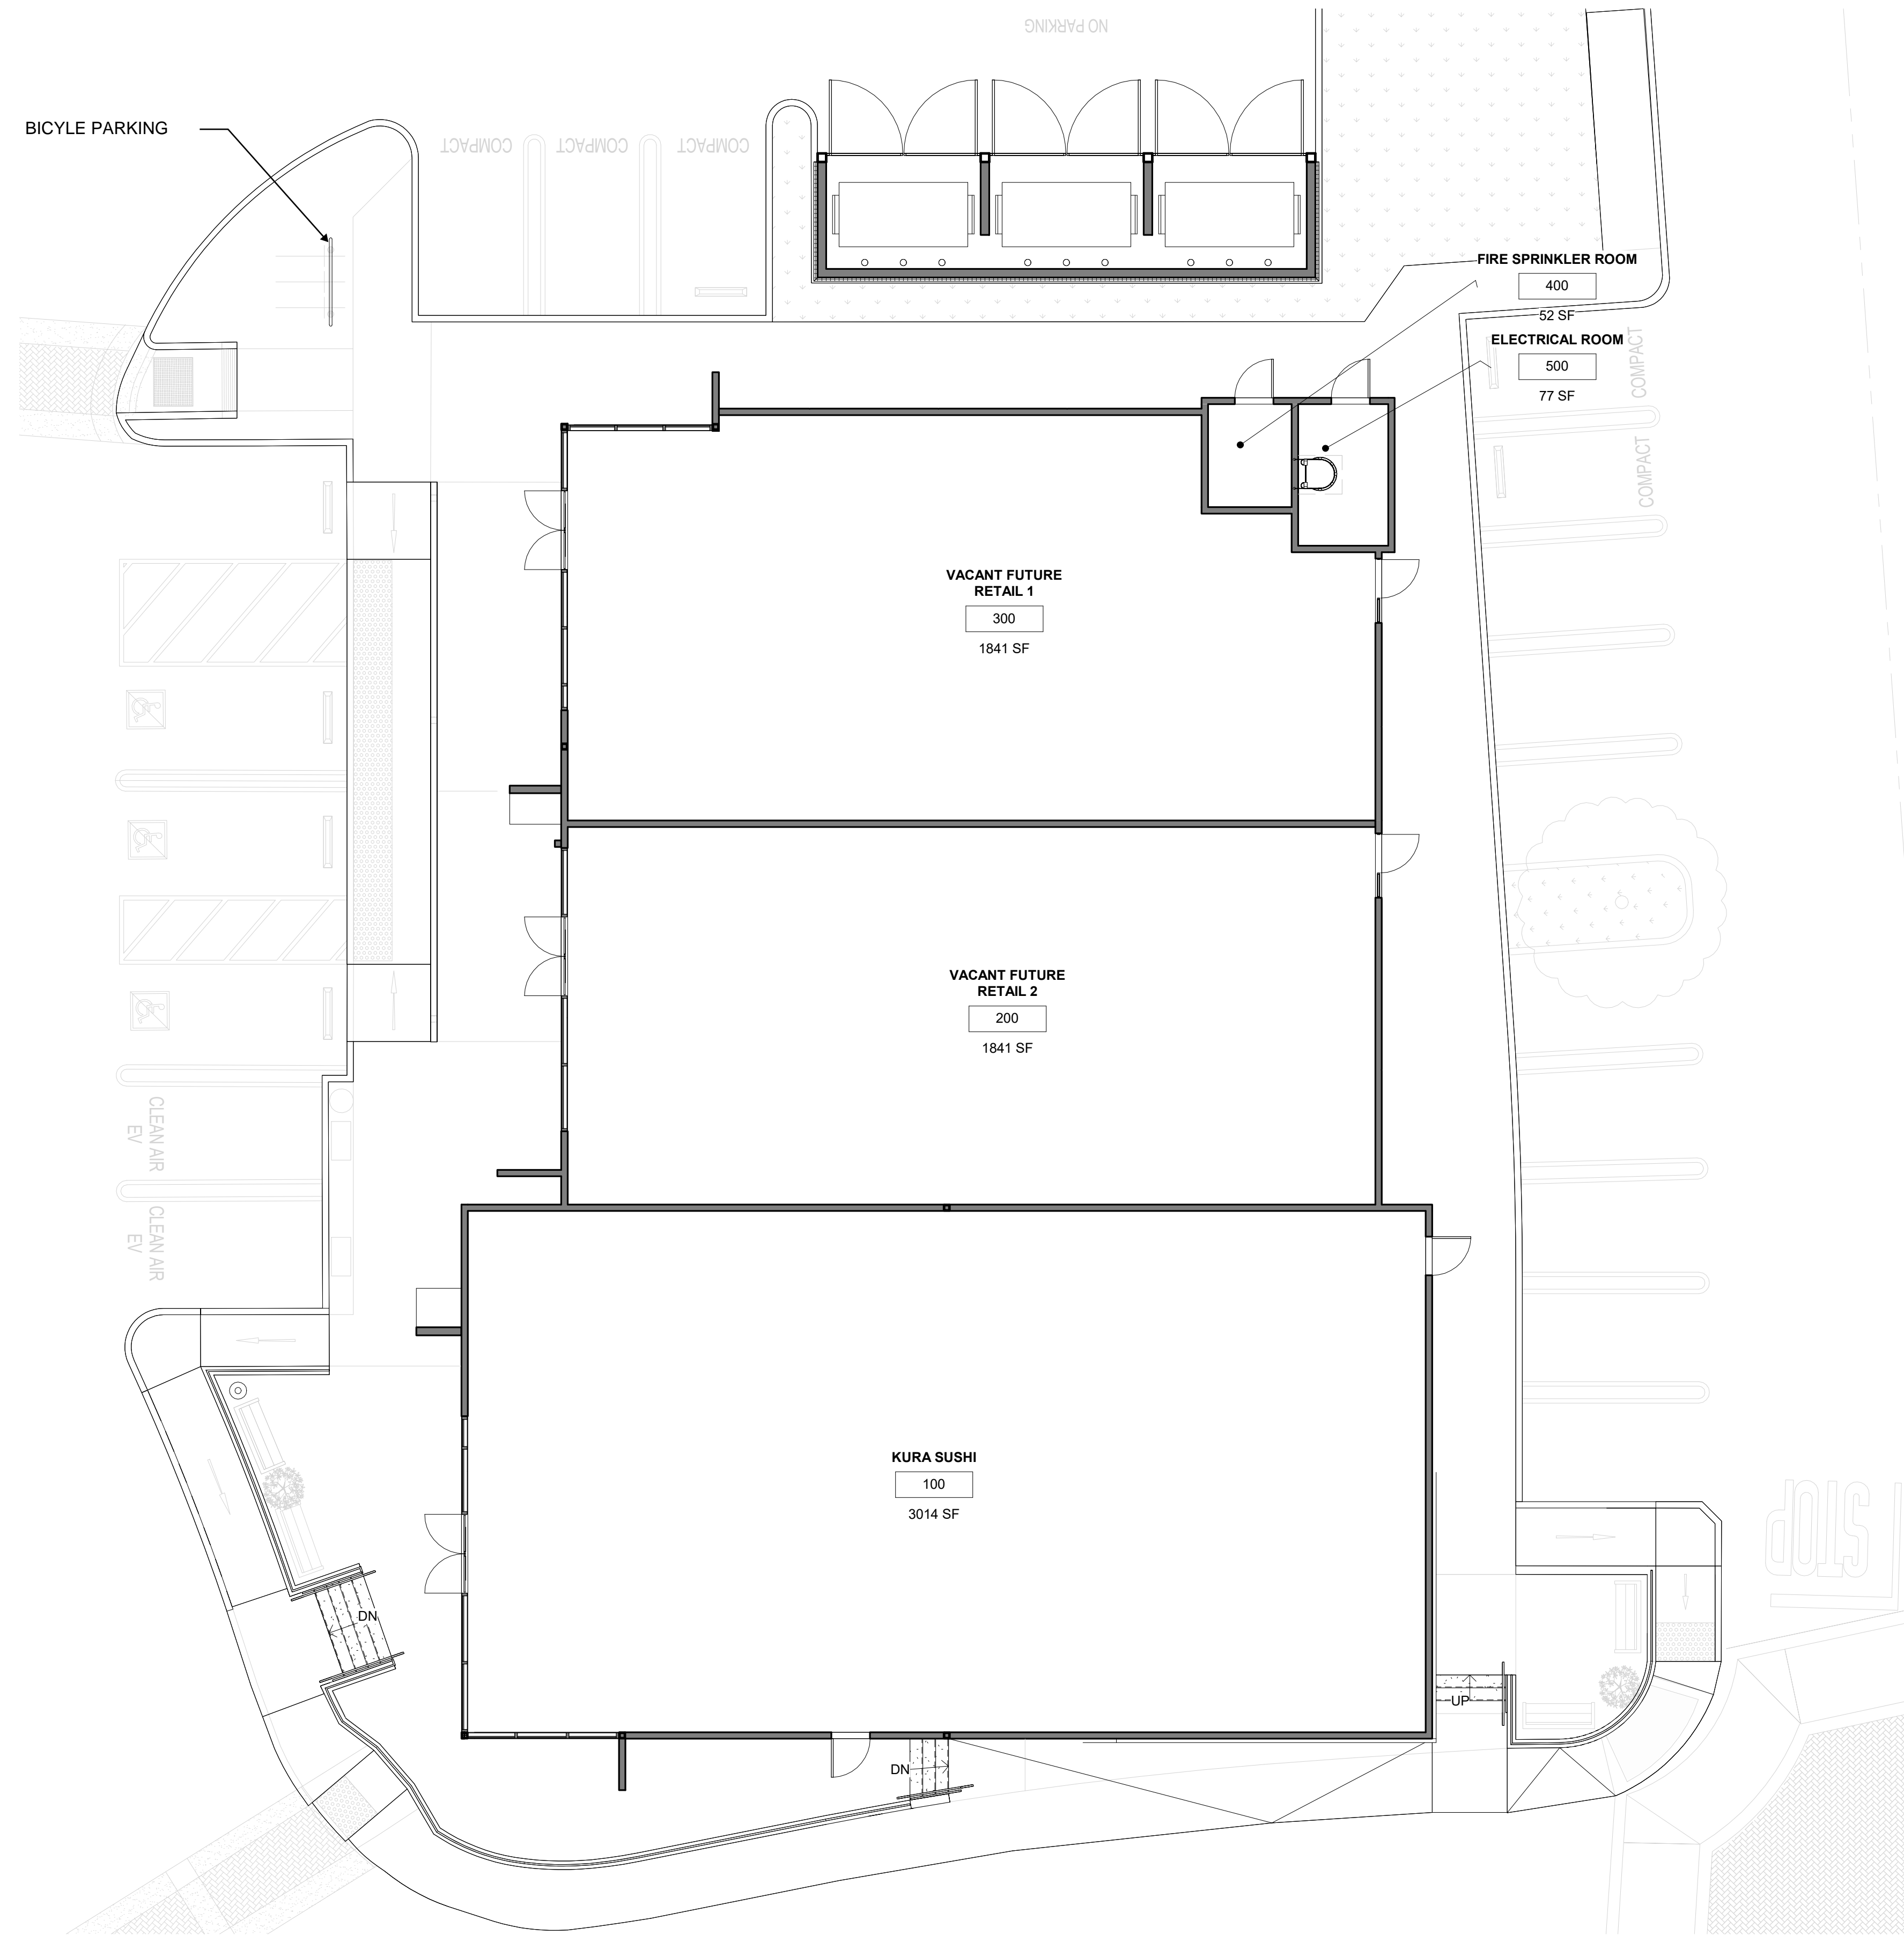 NO PARKING
BICYLE PARKING
COMPACT
COMPACT
COMPACT
FIRE SPRINKLER ROOM
400
52 SF
ELECTRICAL ROOM
500
77 SF
COMPACT
COMPACT
VACANT FUTURE
RETAIL 1
300
1841 SF
VACANT FUTURE
RETAIL 2
200
1841 SF
CLEAN AIR
EV
CLEAN AIR
EV
KURA SUSHI
100
3014 SF
STOP
DN
UP
DN